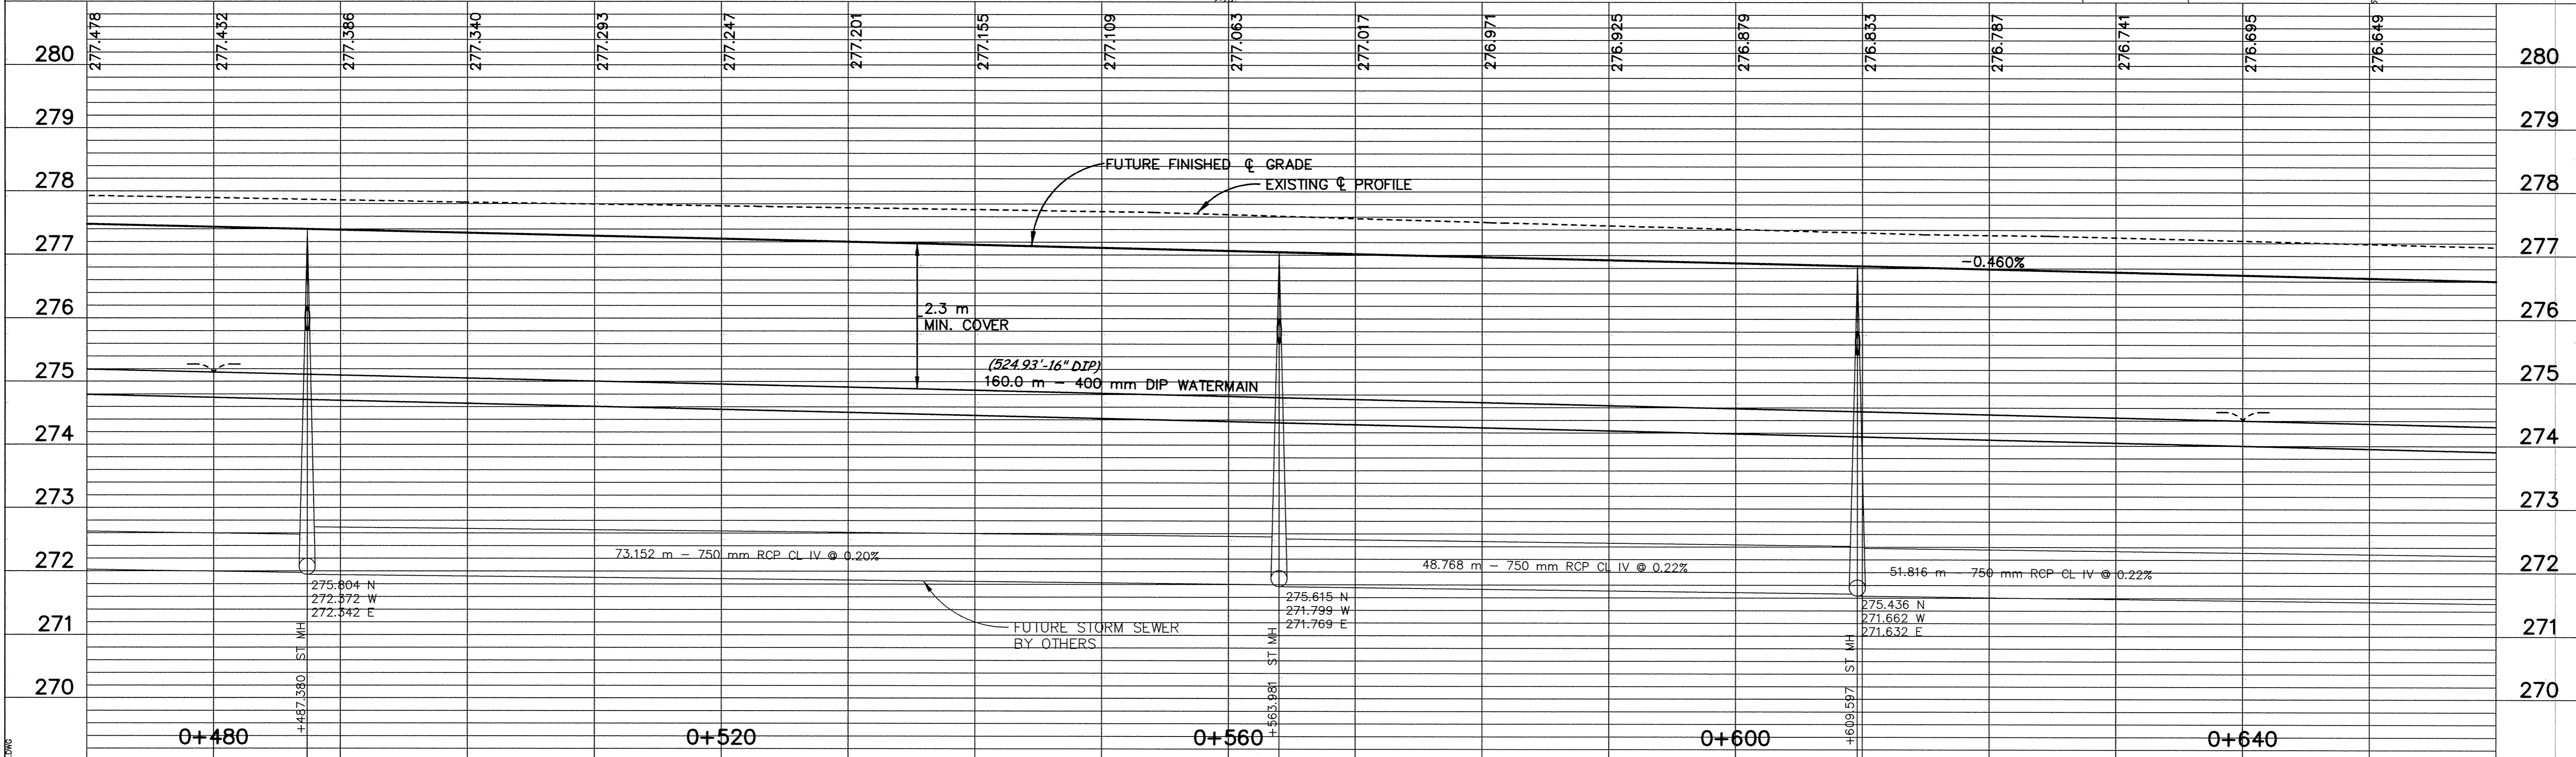 277.478
277.432
277.386
277.340
277.293
277.247
277.201
277.155
277.109
277.063
277.017
276.971
276.925
276.879
276.833
276.787
276.741
276.695
276.649
280
280
279
279
278
278
277
277
276
276
275
275
274
274
273
273
272
272
271
271
270
270
FUTURE FINISHED ℄ GRADE
EXISTING ℄ PROFILE
-0.460%
2.3 m
MIN. COVER
(524.93'-16" DIP)
160.0 m - 400 mm DIP WATERMAIN
73.152 m - 750 mm RCP CL IV @ 0.20%
48.768 m - 750 mm RCP CL IV @ 0.22%
51.816 m - 750 mm RCP CL IV @ 0.22%
275.804 N
272.372 W
272.342 E
275.615 N
271.799 W
271.769 E
275.436 N
271.662 W
271.632 E
FUTURE STORM SEWER
BY OTHERS
+487.380 ST MH
+563.981 ST MH
+609.597 ST MH
0+480
0+520
0+560
0+600
0+640
.DWG